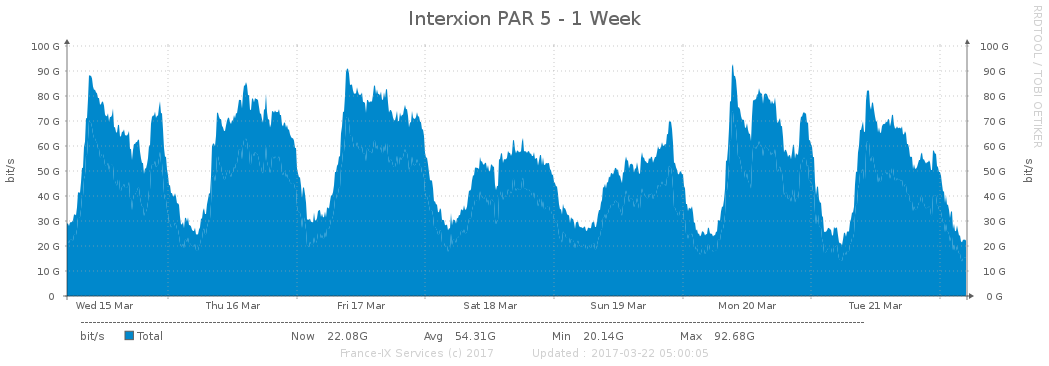 Interxion PAR 5 - 1 Week
RRDTOOL / TOBI OETIKER
bit/s
100 G
90 G
80 G
70 G
60 G
50 G
40 G
30 G
20 G
10 G
0
100 G
90 G
80 G
70 G
60 G
50 G
40 G
30 G
20 G
10 G
0 G
bit/s
Wed 15 Mar Thu 16 Mar Fri 17 Mar Sat 18 Mar Sun 19 Mar Mon 20 Mar Tue 21 Mar
bit/s Total Now 22.08G Avg 54.31G Min 20.14G Max 92.68G
France-IX Services (c) 2017 Updated : 2017-03-22 05:00:05